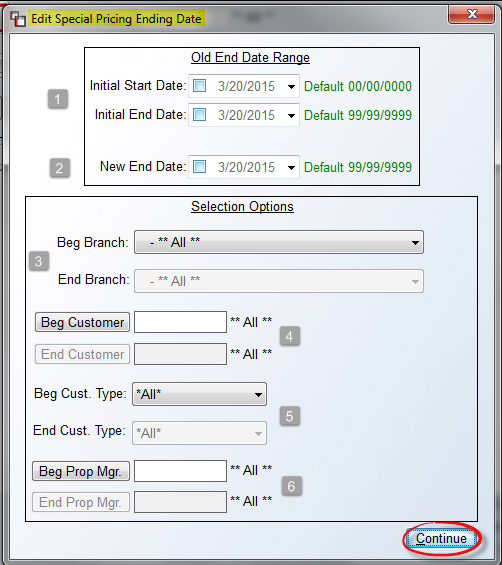 Edit Special Pricing Ending Date
Old End Date Range
1
Initial Start Date: 3/20/2015 Default 00/00/0000
Initial End Date: 3/20/2015 Default 99/99/9999
2
New End Date: 3/20/2015 Default 99/99/9999
Selection Options
Beg Branch: - ** All **
3
End Branch: - ** All **
Beg Customer ** All **
4
End Customer ** All **
Beg Cust. Type: *All*
5
End Cust. Type: *All*
Beg Prop Mgr. ** All **
6
End Prop Mgr. ** All **
Continue